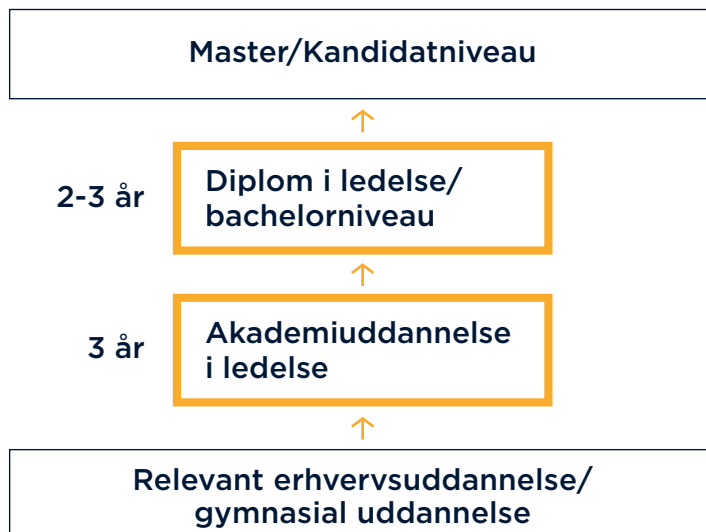 Master/Kandidatniveau
2-3 år
Diplom i ledelse/
bachelorniveau
3 år
Akademiuddannelse
i ledelse
Relevant erhvervsuddannelse/
gymnasial uddannelse